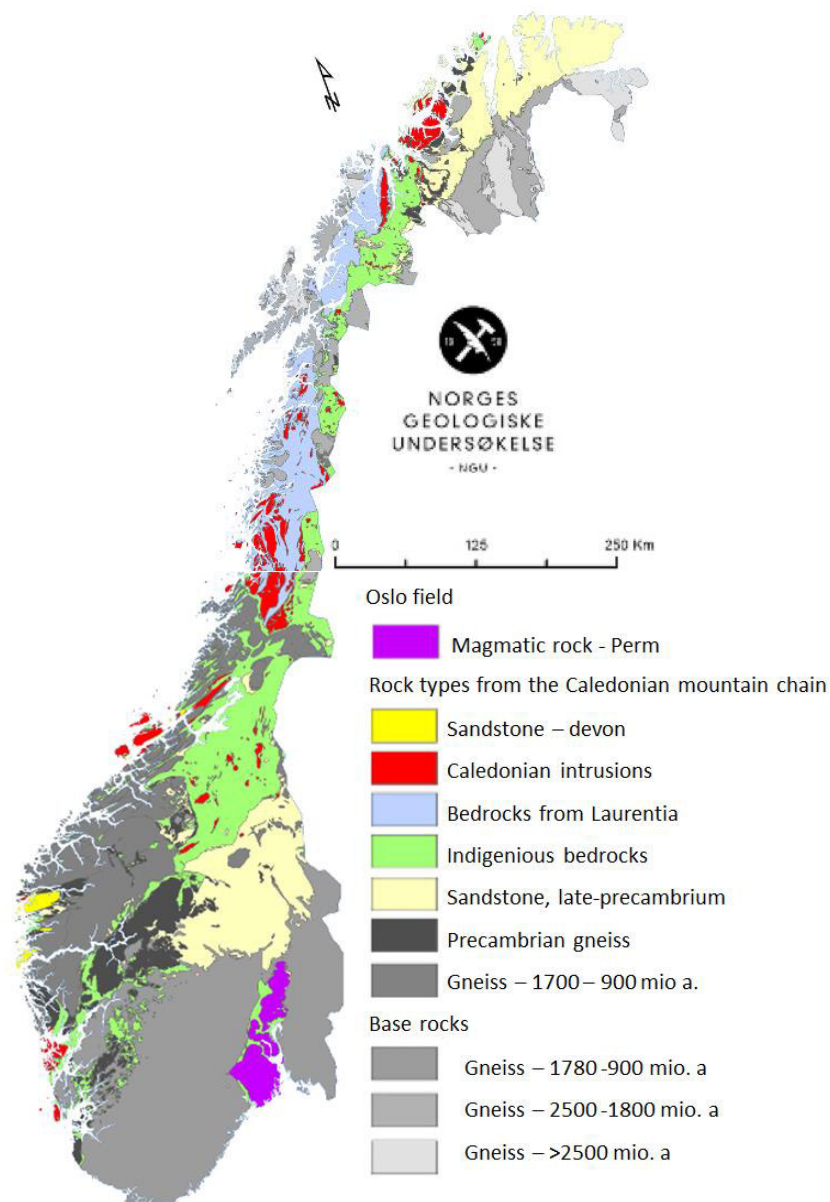 N
18 58
NORGES
GEOLOGISKE
UNDERSØKELSE
- NGU -
0 125 250 Km
Oslo field
Magmatic rock - Perm
Rock types from the Caledonian mountain chain
Sandstone – devon
Caledonian intrusions
Bedrocks from Laurentia
Indigenious bedrocks
Sandstone, late-precambrium
Precambrian gneiss
Gneiss – 1700 – 900 mio a.
Base rocks
Gneiss – 1780 -900 mio. a
Gneiss – 2500 -1800 mio. a
Gneiss – >2500 mio. a